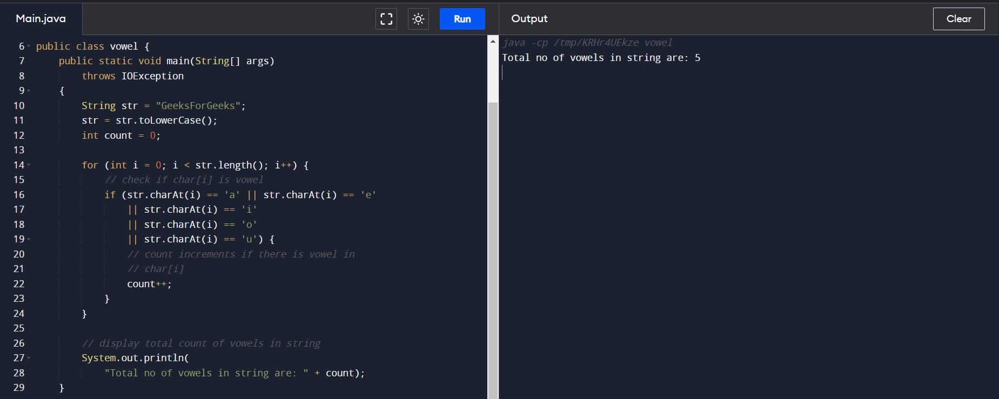 Main.java
Run
Output
Clear
6 public class vowel {
7     public static void main(String[] args)
8         throws IOException
9     {
10         String str = "GeeksForGeeks";
11         str = str.toLowerCase();
12         int count = 0;
13
14         for (int i = 0; i < str.length(); i++) {
15             // check if char[i] is vowel
16             if (str.charAt(i) == 'a' || str.charAt(i) == 'e'
17                 || str.charAt(i) == 'i'
18                 || str.charAt(i) == 'o'
19                 || str.charAt(i) == 'u') {
20                 // count increments if there is vowel in
21                 // char[i]
22                 count++;
23             }
24         }
25
26         // display total count of vowels in string
27         System.out.println(
28             "Total no of vowels in string are: " + count);
29     }
java -cp /tmp/KRHr4UEkze vowel
Total no of vowels in string are: 5